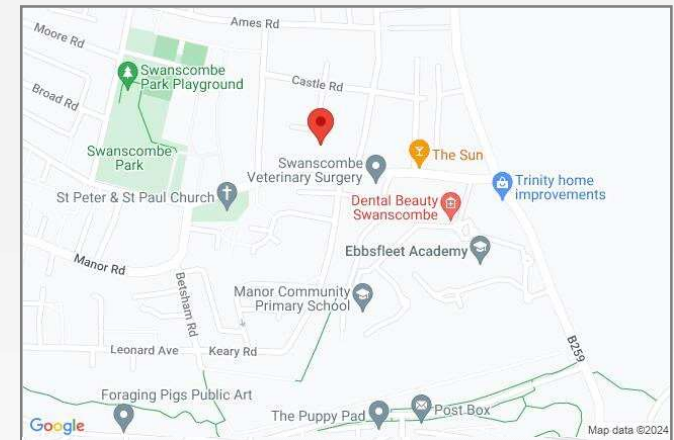 Ames Rd
Moore Rd
Swanscombe
Park Playground
Castle Rd
Broad Rd
Swanscombe
Park
The Sun
Swanscombe
Veterinary Surgery
Trinity home
improvements
St Peter & St Paul Church
Dental Beauty
Swanscombe
Ebbsfleet Academy
Manor Rd
Betsham Rd
Manor Community
Primary School
B259
Leonard Ave
Keary Rd
Foraging Pigs Public Art
The Puppy Pad
Post Box
Google
Map data ©2024